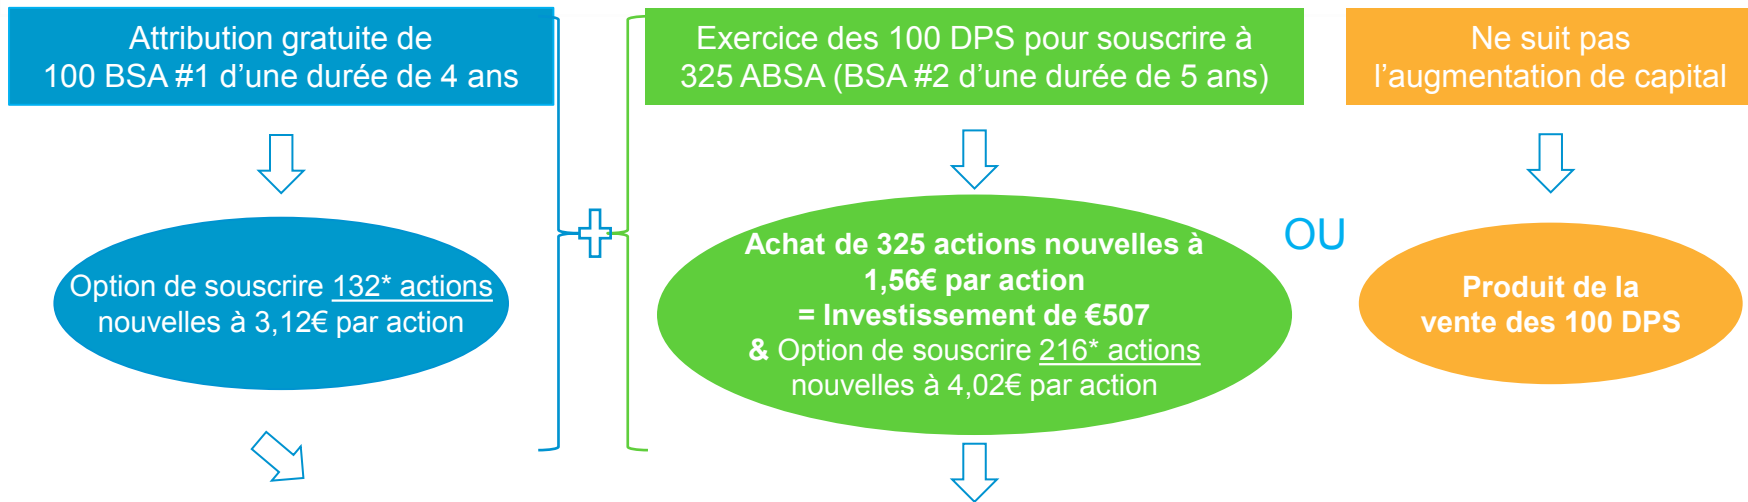 Attribution gratuite de
100 BSA #1 d’une durée de 4 ans
Option de souscrire 132* actions
nouvelles à 3,12€ par action
Exercice des 100 DPS pour souscrire à
325 ABSA (BSA #2 d’une durée de 5 ans)
Achat de 325 actions nouvelles à
1,56€ par action
= Investissement de €507
& Option de souscrire 216* actions
nouvelles à 4,02€ par action
OU
Ne suit pas
l’augmentation de capital
Produit de la
vente des 100 DPS